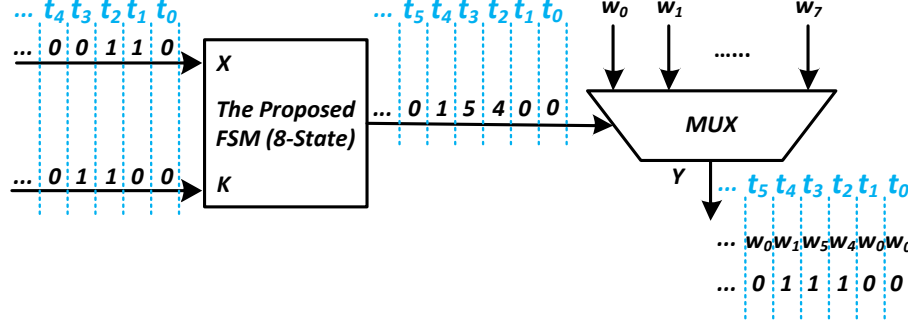 ... t4 t3 t2 t1 t0
... 0 0 1 1 0
X
The Proposed
FSM (8-State)
... 0 1 1 0 0
K
... t5 t4 t3 t2 t1 t0
... 0 1 5 4 0 0
w0 w1 w7
......
MUX
Y
... t5 t4 t3 t2 t1 t0
... w0 w1 w5 w4 w0 w0
... 0 1 1 1 0 0